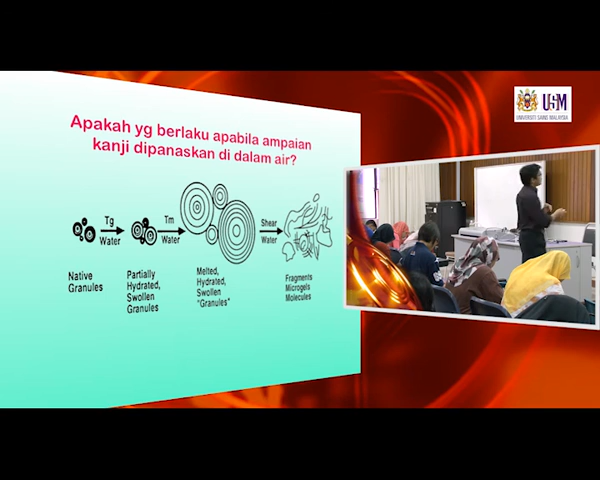 Apakah yg berlaku apabila ampaian
kanji dipanaskan di dalam air?
Tg
Water
Tm
Water
Shear
Water
Native
Granules
Partially
Hydrated,
Swollen
Granules
Melted,
Hydrated,
Swollen
"Granules"
Fragments
Microgels
Molecules
USM
UNIVERSITI SAINS MALAYSIA